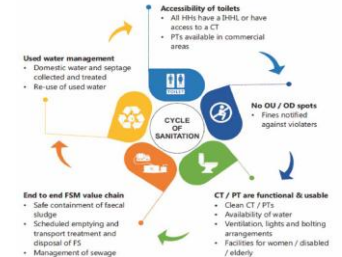 Accessibility of toilets
• All HHs have a IHHL or have
access to a CT
• PTs available in commercial
areas
Used water management
• Domestic water and septage
collected and treated
• Re-use of used water
TOILET
No OU / OD spots
• Fines notified
against violaters
CYCLE
OF
SANITATION
End to end FSM value chain
• Safe containment of faecal
sludge
• Scheduled emptying and
transport treatment and
disposal of FS
• Management of sewage
CT / PT are functional & usable
• Clean CT / PTs
• Availability of water
• Ventilation, lights and bolting
arrangements
• Facilities for women / disabled
/ elderly